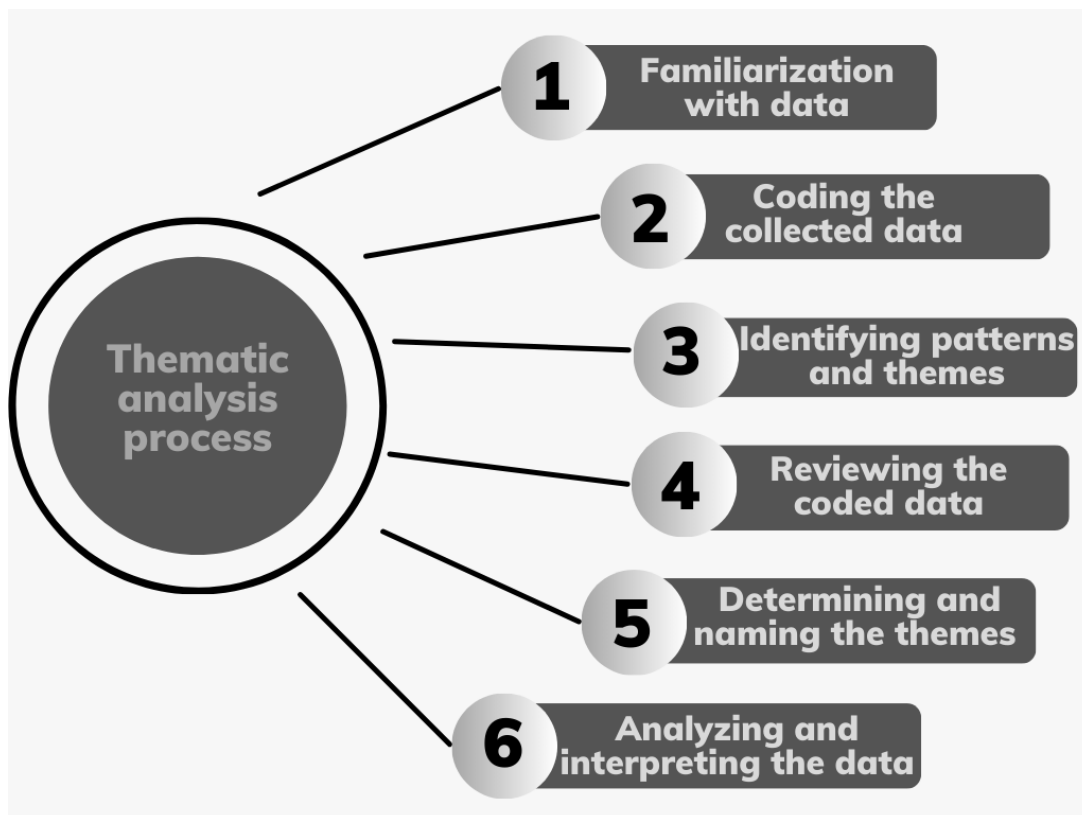 Thematic
analysis
process
1
Familiarization
with data
2
Coding the
collected data
3
Identifying patterns
and themes
4
Reviewing the
coded data
5
Determining and
naming the themes
6
Analyzing and
interpreting the data